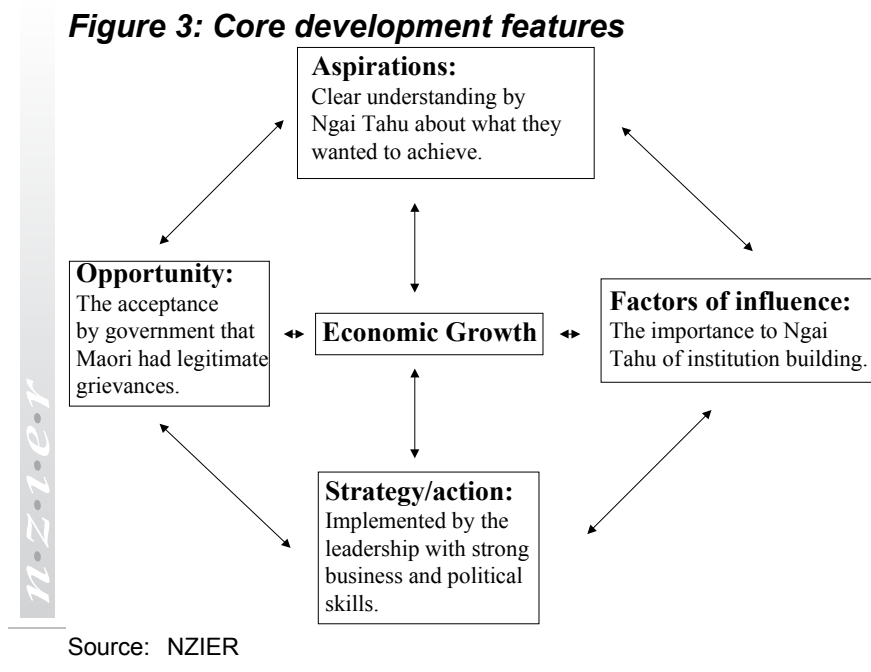 Figure 3: Core development features
Aspirations:
Clear understanding by
Ngai Tahu about what they
wanted to achieve.
Opportunity:
The acceptance
by government that
Maori had legitimate
grievances.
Economic Growth
Factors of influence:
The importance to Ngai
Tahu of institution building.
Strategy/action:
Implemented by the
leadership with strong
business and political
skills.
n•z•i•e•r
Source: NZIER